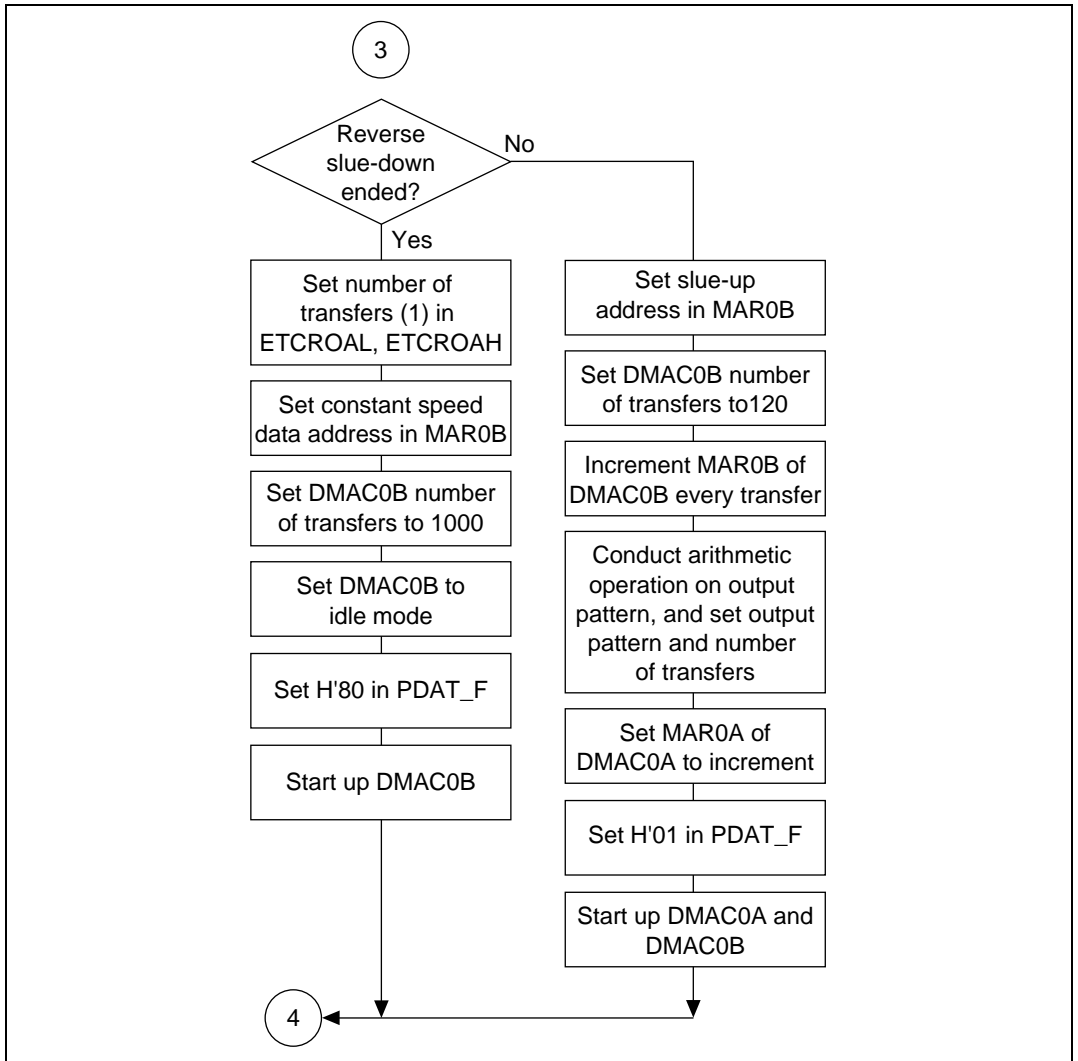 3
Reverse
slue-down
ended?
No
Yes
Set number of
transfers (1) in
ETCROAL, ETCROAH
Set constant speed
data address in MAR0B
Set DMAC0B number
of transfers to 1000
Set DMAC0B to
idle mode
Set H'80 in PDAT_F
Start up DMAC0B
Set slue-up
address in MAR0B
Set DMAC0B number
of transfers to120
Increment MAR0B of
DMAC0B every transfer
Conduct arithmetic
operation on output
pattern, and set output
pattern and number
of transfers
Set MAR0A of
DMAC0A to increment
Set H'01 in PDAT_F
Start up DMAC0A and
DMAC0B
4